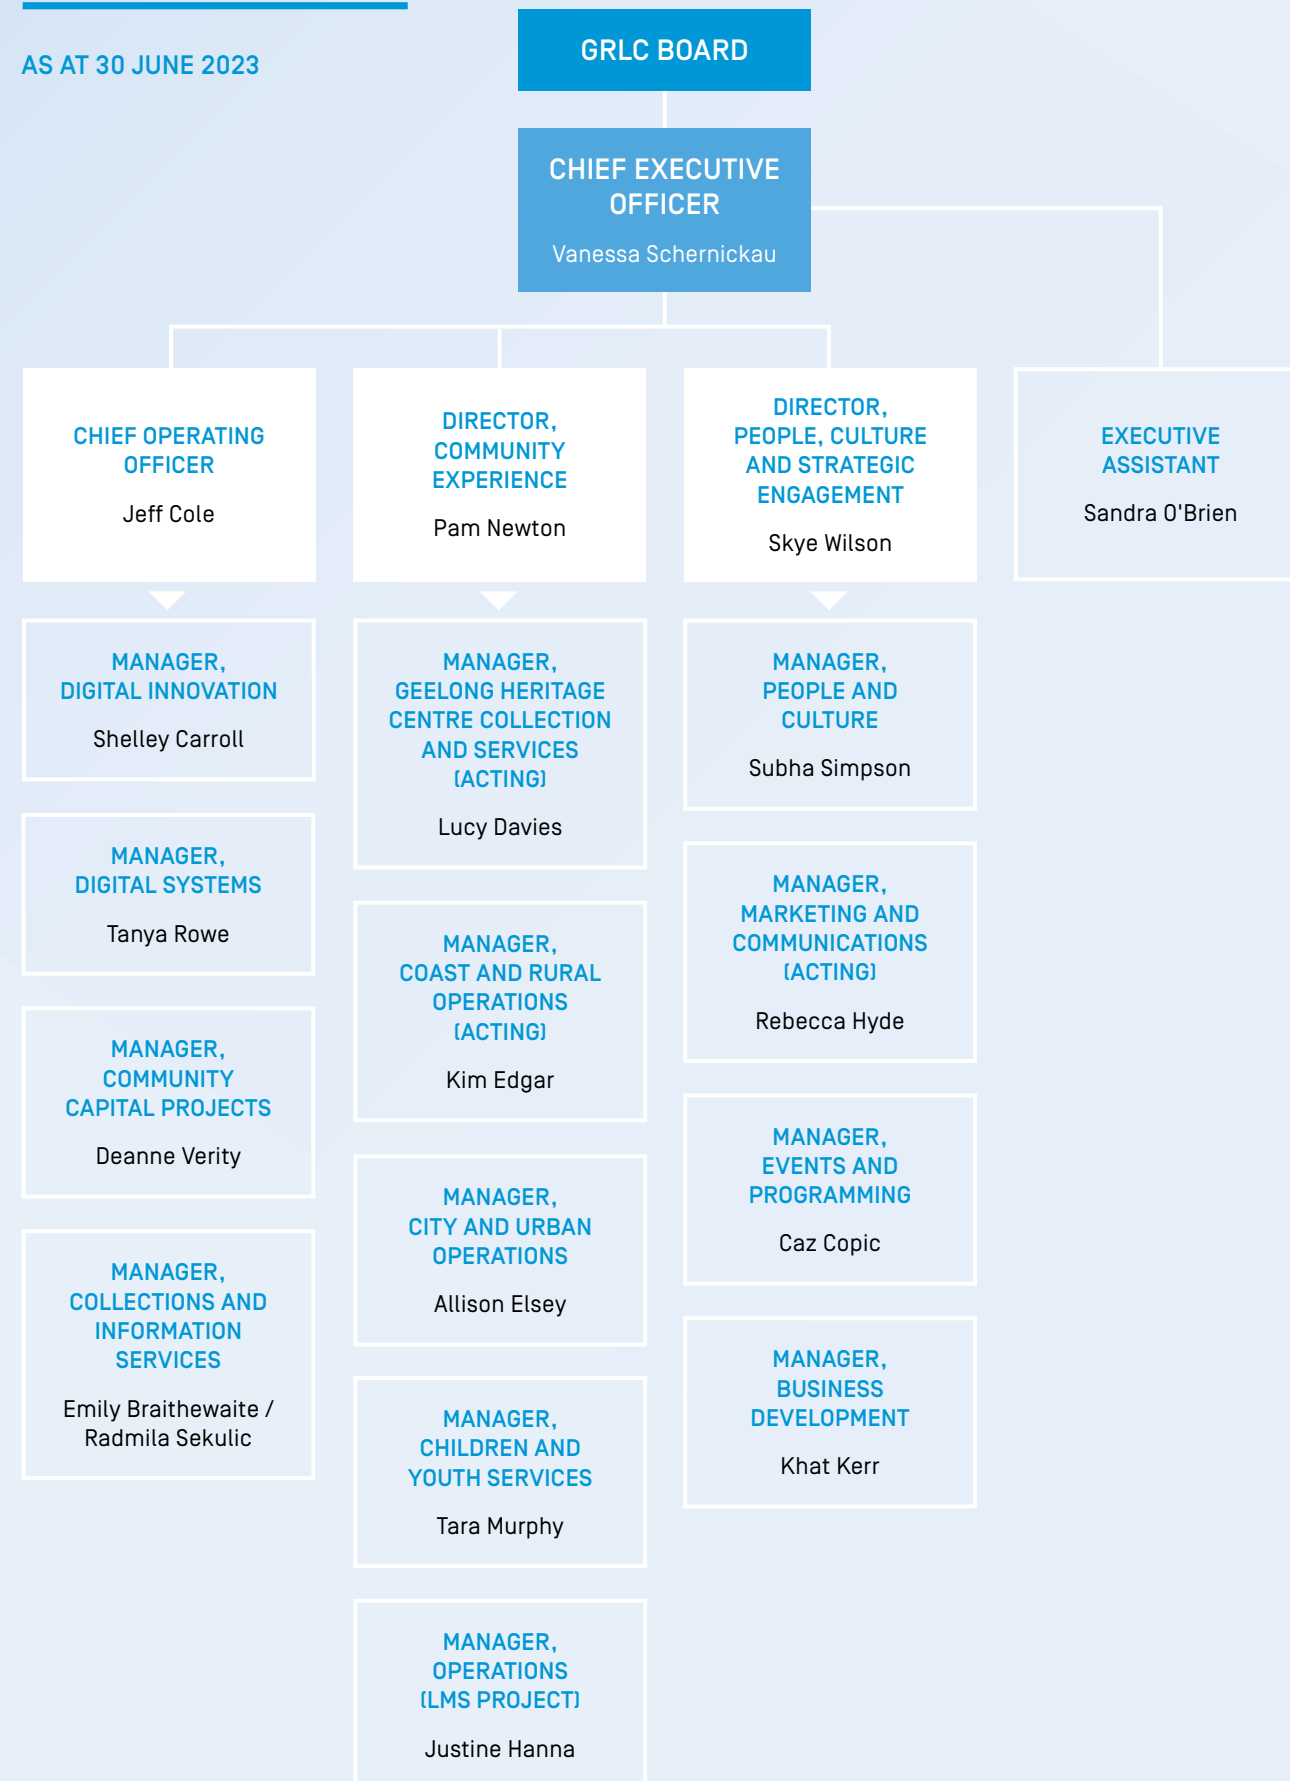 AS AT 30 JUNE 2023
GRLC BOARD
CHIEF EXECUTIVE
OFFICER
Vanessa Schernickau
CHIEF OPERATING
OFFICER
Jeff Cole
MANAGER,
DIGITAL INNOVATION
Shelley Carroll
MANAGER,
DIGITAL SYSTEMS
Tanya Rowe
MANAGER,
COMMUNITY
CAPITAL PROJECTS
Deanne Verity
MANAGER,
COLLECTIONS AND
INFORMATION
SERVICES
Emily Braithewaite /
Radmila Sekulic
DIRECTOR,
COMMUNITY
EXPERIENCE
Pam Newton
MANAGER,
GEELONG HERITAGE
CENTRE COLLECTION
AND SERVICES
(ACTING)
Lucy Davies
MANAGER,
COAST AND RURAL
OPERATIONS
(ACTING)
Kim Edgar
MANAGER,
CITY AND URBAN
OPERATIONS
Allison Elsey
MANAGER,
CHILDREN AND
YOUTH SERVICES
Tara Murphy
MANAGER,
OPERATIONS
(LMS PROJECT)
Justine Hanna
DIRECTOR,
PEOPLE, CULTURE
AND STRATEGIC
ENGAGEMENT
Skye Wilson
MANAGER,
PEOPLE AND
CULTURE
Subha Simpson
MANAGER,
MARKETING AND
COMMUNICATIONS
(ACTING)
Rebecca Hyde
MANAGER,
EVENTS AND
PROGRAMMING
Caz Copic
MANAGER,
BUSINESS
DEVELOPMENT
Khat Kerr
EXECUTIVE
ASSISTANT
Sandra O'Brien